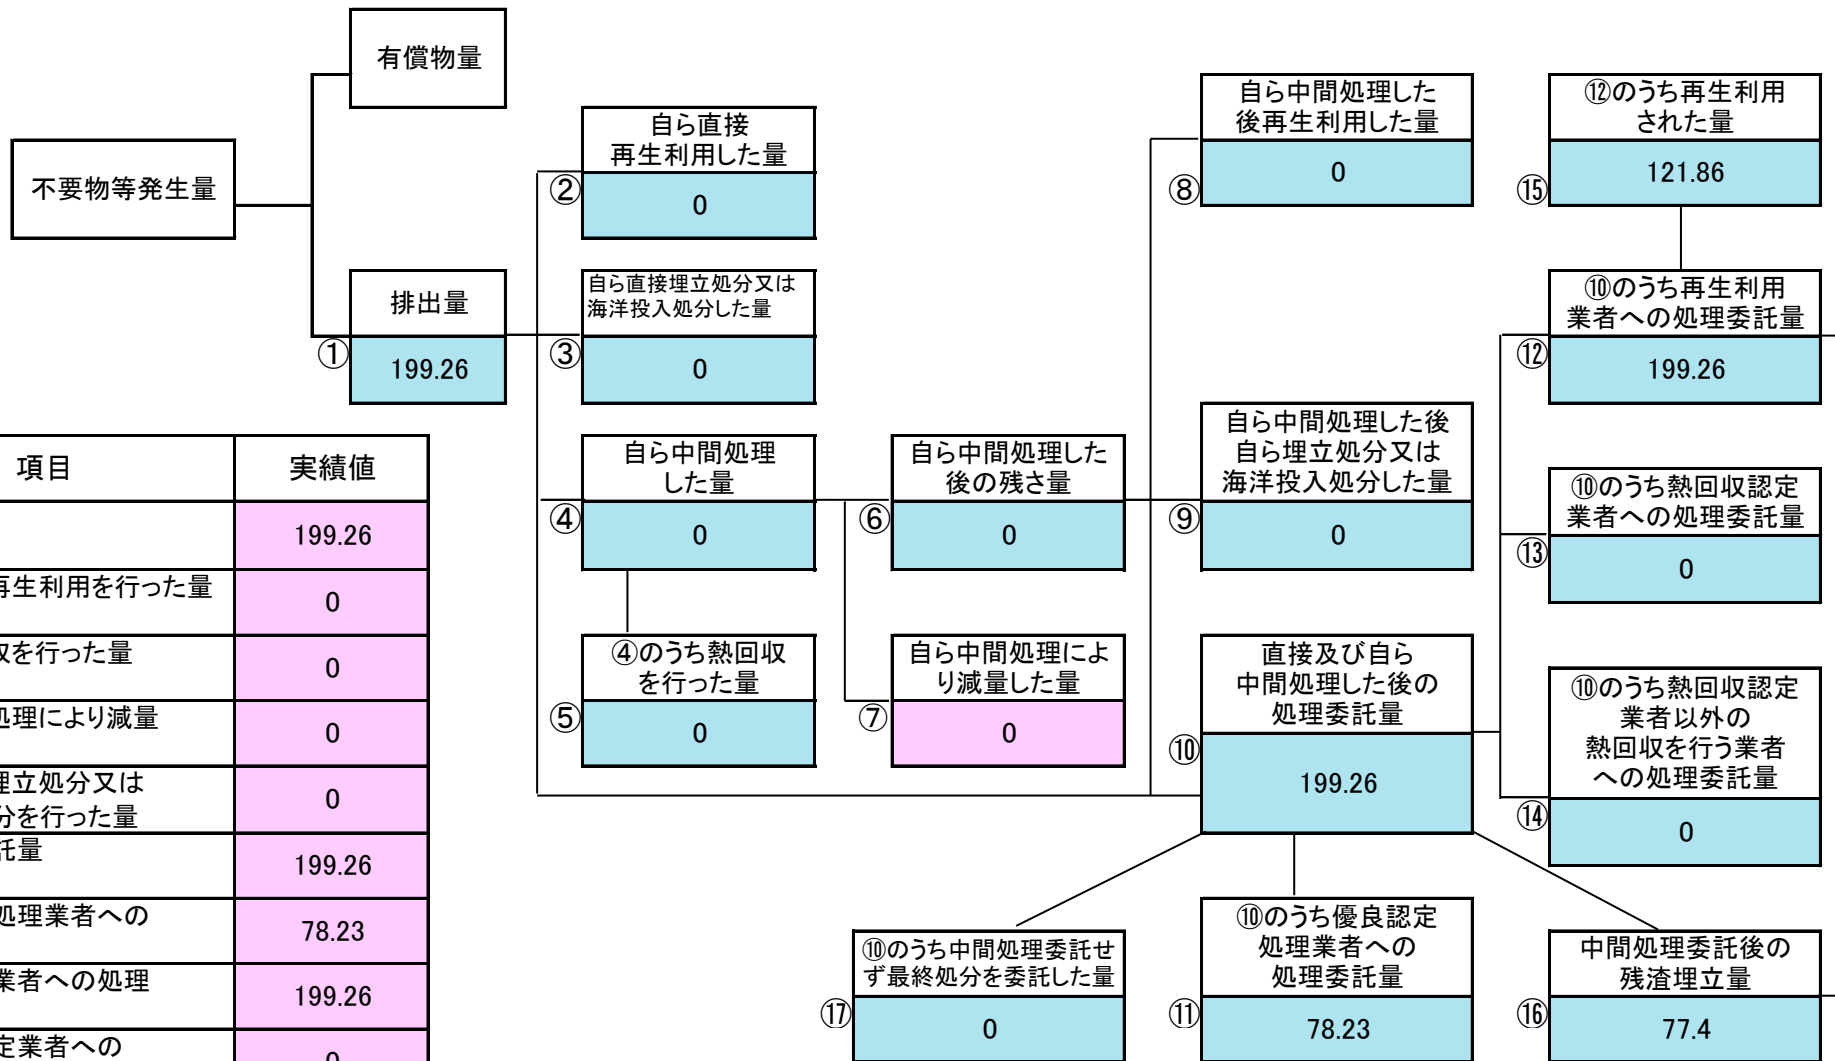 有償物量
不要物等発生量
排出量
①
199.26
自ら直接
再生利用した量
②
0
自ら直接埋立処分又は
海洋投入処分した量
③
0
自ら中間処理
した量
④
0
④のうち熱回収
を行った量
⑤
0
自ら中間処理した
後の残さ量
⑥
0
自ら中間処理によ
り減量した量
⑦
0
自ら中間処理した
後再生利用した量
⑧
0
自ら中間処理した後
自ら埋立処分又は
海洋投入処分した量
⑨
0
直接及び自ら
中間処理した後の
処理委託量
⑩
199.26
⑩のうち優良認定
処理業者への
処理委託量
⑪
78.23
⑫のうち再生利用
された量
⑮
121.86
⑩のうち再生利用
業者への処理委託量
⑫
199.26
⑩のうち熱回収認定
業者への処理委託量
⑬
0
⑩のうち熱回収認定
業者以外の
熱回収を行う業者
への処理委託量
⑭
0
中間処理委託後の
残渣埋立量
⑯
77.4
⑩のうち中間処理委託せ
ず最終処分を委託した量
⑰
0
項目 実績値
199.26
再生利用を行った量 0
収を行った量 0
処理により減量 0
埋立処分又は
分を行った量 0
託量 199.26
処理業者への 78.23
業者への処理 199.26
定業者への 0